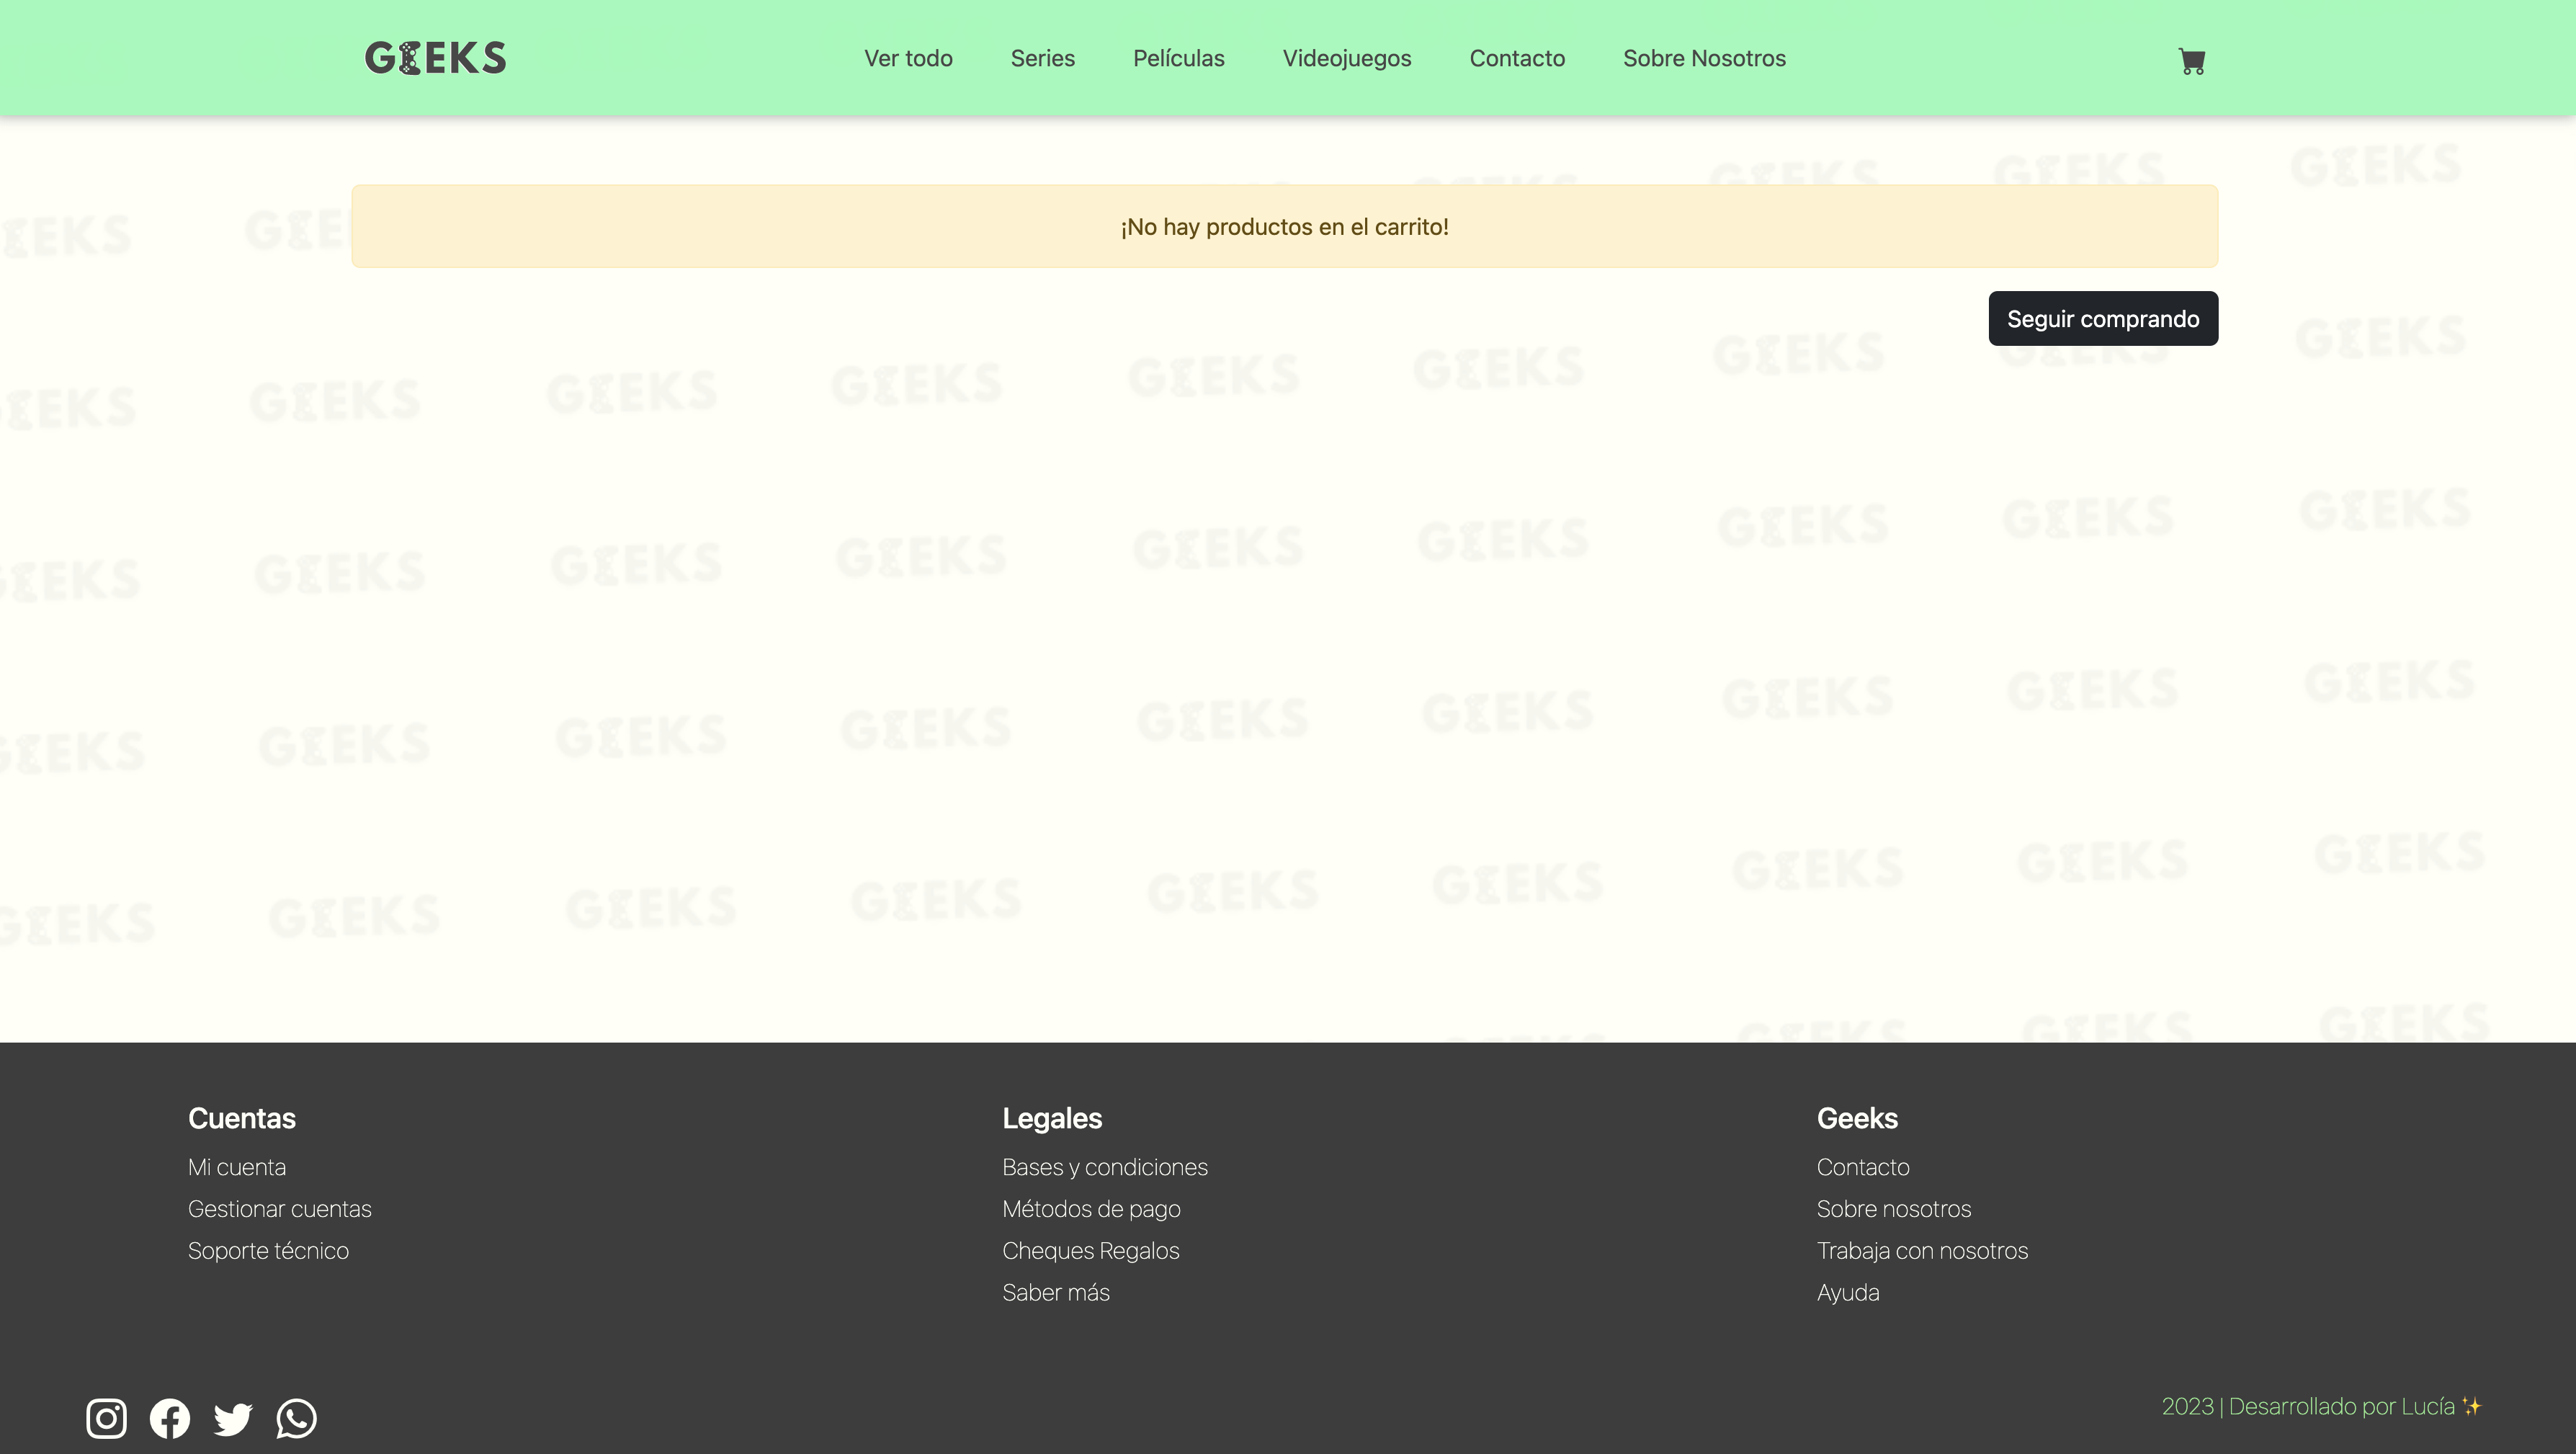 GEEKS
Ver todo Series Películas Videojuegos Contacto Sobre Nosotros
¡No hay productos en el carrito!
Seguir comprando
Cuentas
Mi cuenta
Gestionar cuentas
Soporte técnico
Legales
Bases y condiciones
Métodos de pago
Cheques Regalos
Saber más
Geeks
Contacto
Sobre nosotros
Trabaja con nosotros
Ayuda
2023 | Desarrollado por Lucía ✨